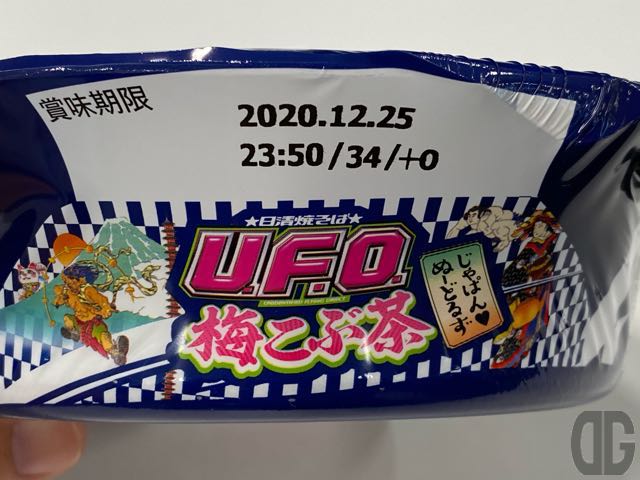 賞味期限
2020.12.25
23:50/34/+0
★日清焼そば★
U.F.O.
梅こぶ茶
じゃぱん♥
ぬーどるず
DG